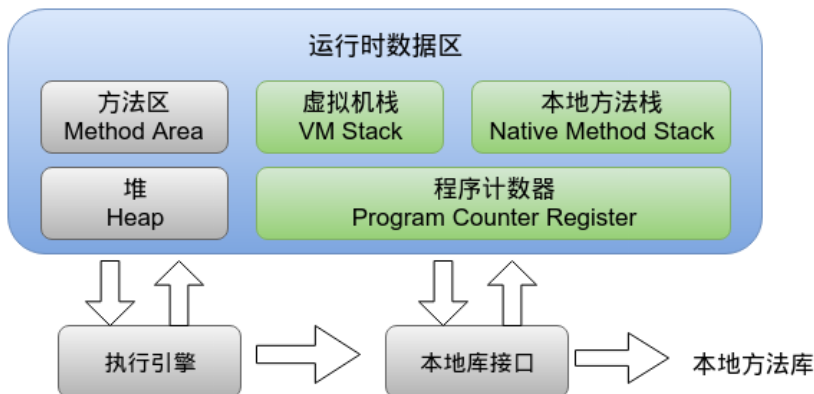 运行时数据区
方法区
Method Area
虚拟机栈
VM Stack
本地方法栈
Native Method Stack
堆
Heap
程序计数器
Program Counter Register
执行引擎
本地库接口
本地方法库